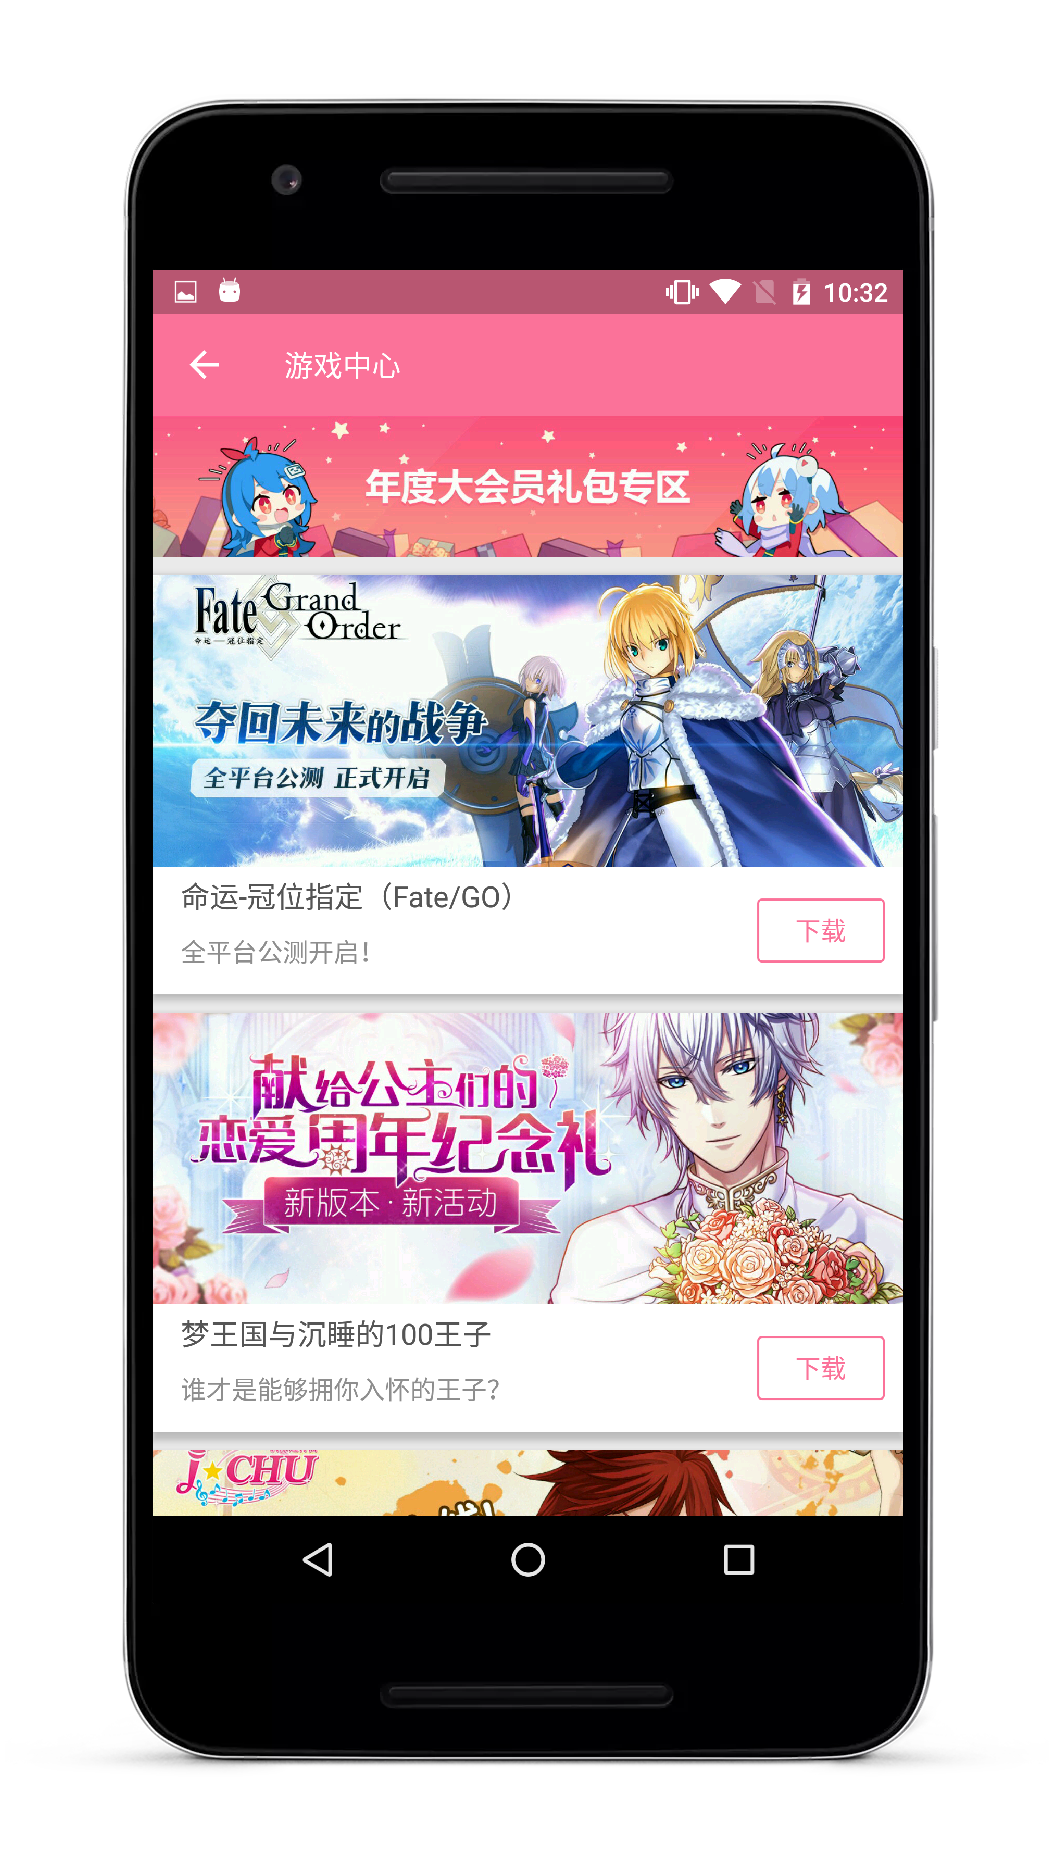 10:32
游戏中心
年度大会员礼包专区
Fate
Grand
Order
命运—冠位指定
夺回未来的战争
全平台公测 正式开启
命运-冠位指定（Fate/GO）
全平台公测开启！
下载
献给公主们的
恋爱周年纪念礼
新版本·新活动
梦王国与沉睡的100王子
谁才是能够拥你入怀的王子？
下载
CHU